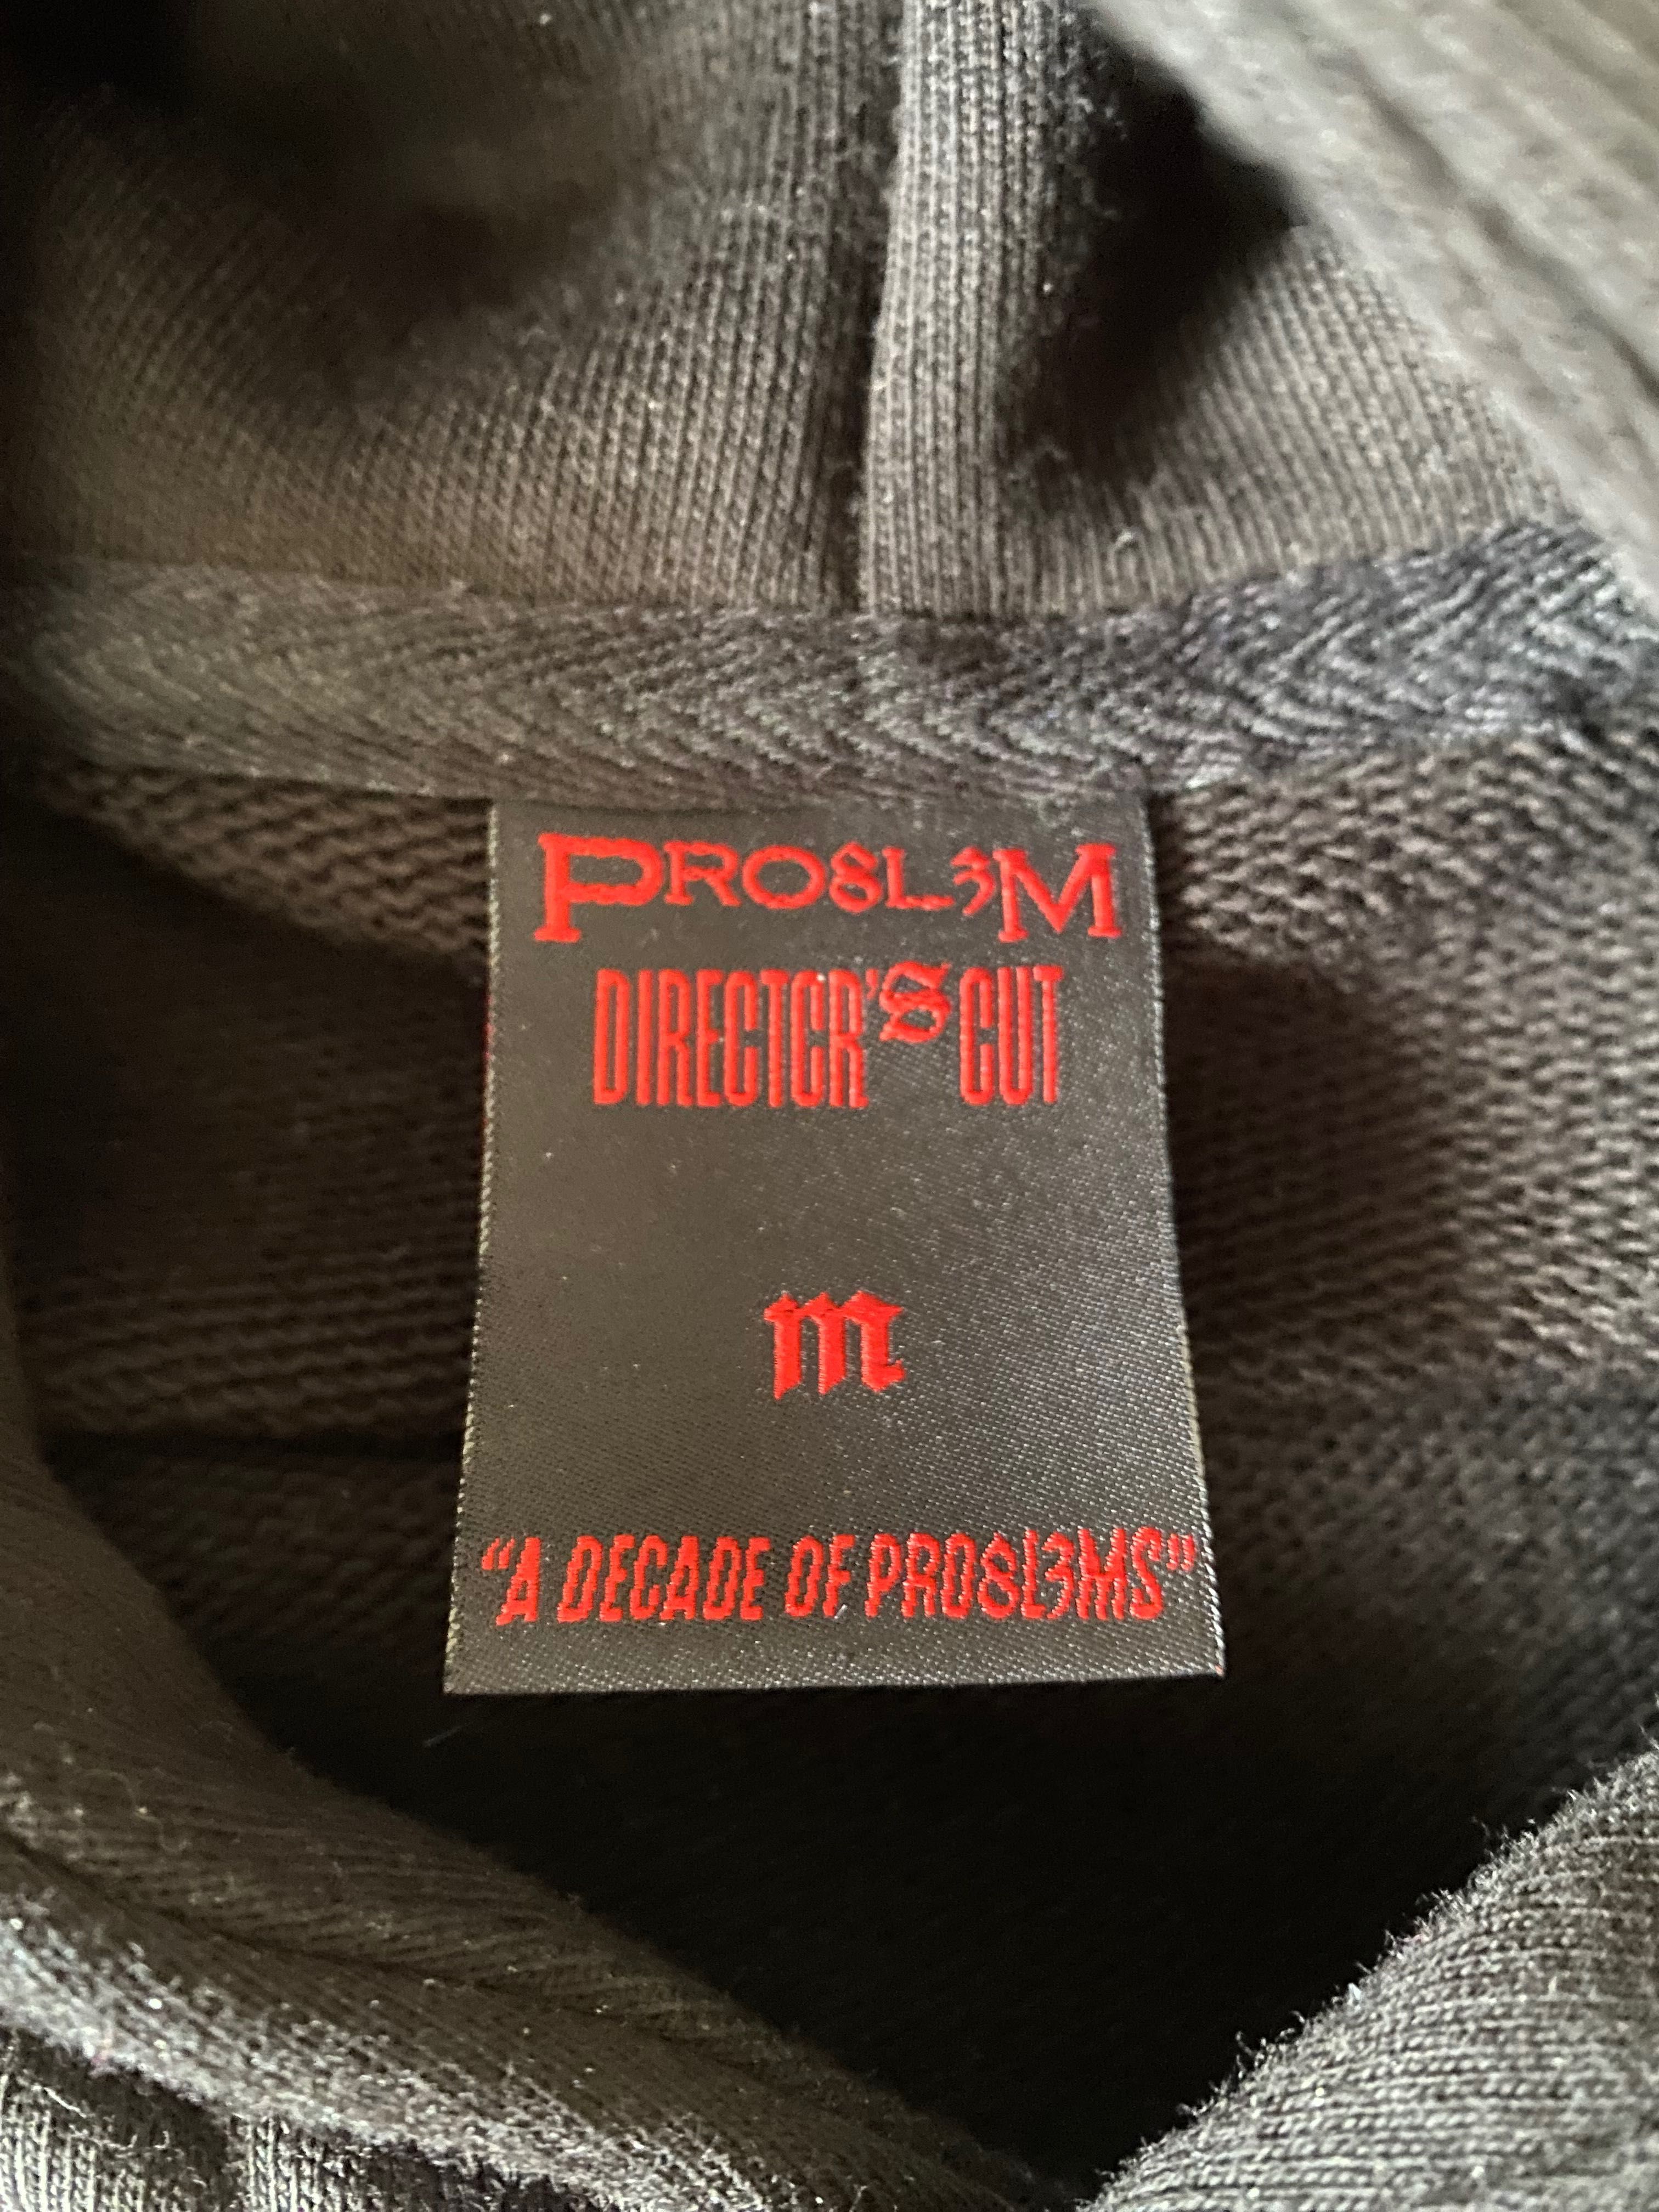 PRO8L3M
DIRECTOR'S CUT
m
"A DECADE OF PRO8L3MS"